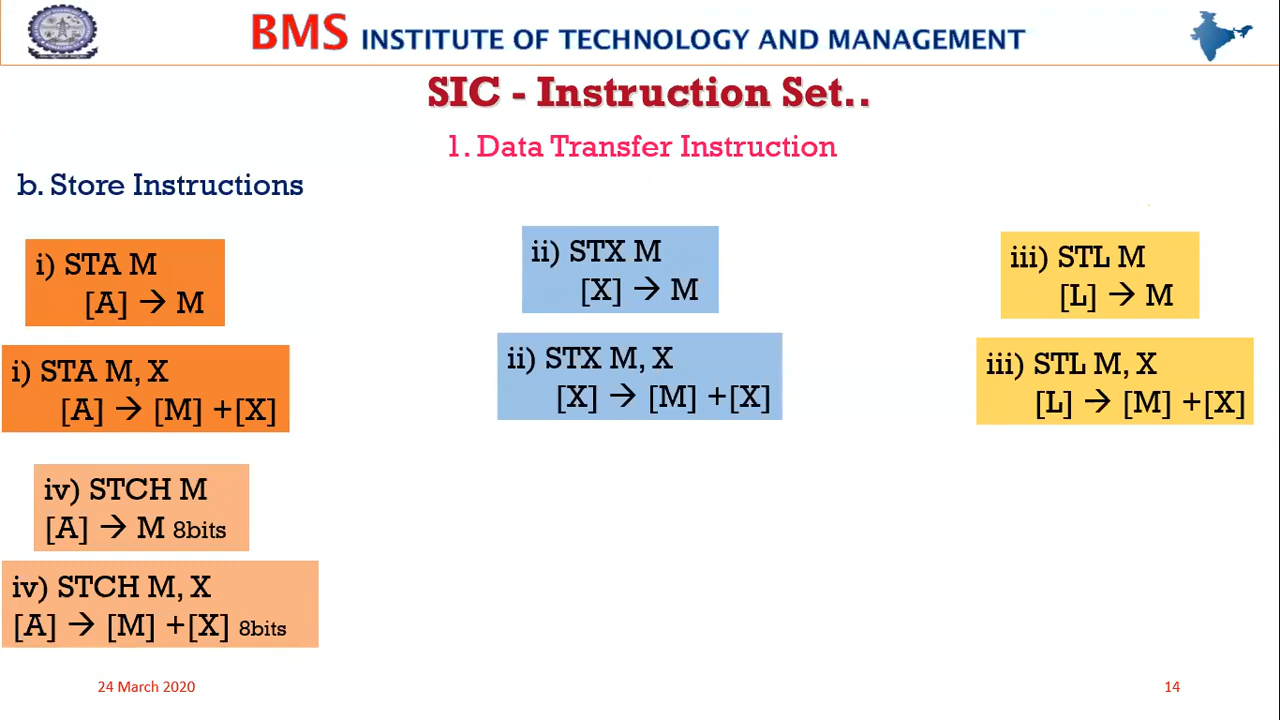 BMS INSTITUTE OF TECHNOLOGY AND MANAGEMENT
SIC - Instruction Set..
1. Data Transfer Instruction
b. Store Instructions
i) STA M
[A] → M
ii) STX M
[X] → M
iii) STL M
[L] → M
i) STA M, X
[A] → [M] +[X]
ii) STX M, X
[X] → [M] +[X]
iii) STL M, X
[L] → [M] +[X]
iv) STCH M
[A] → M 8bits
iv) STCH M, X
[A] → [M] +[X] 8bits
24 March 2020
14